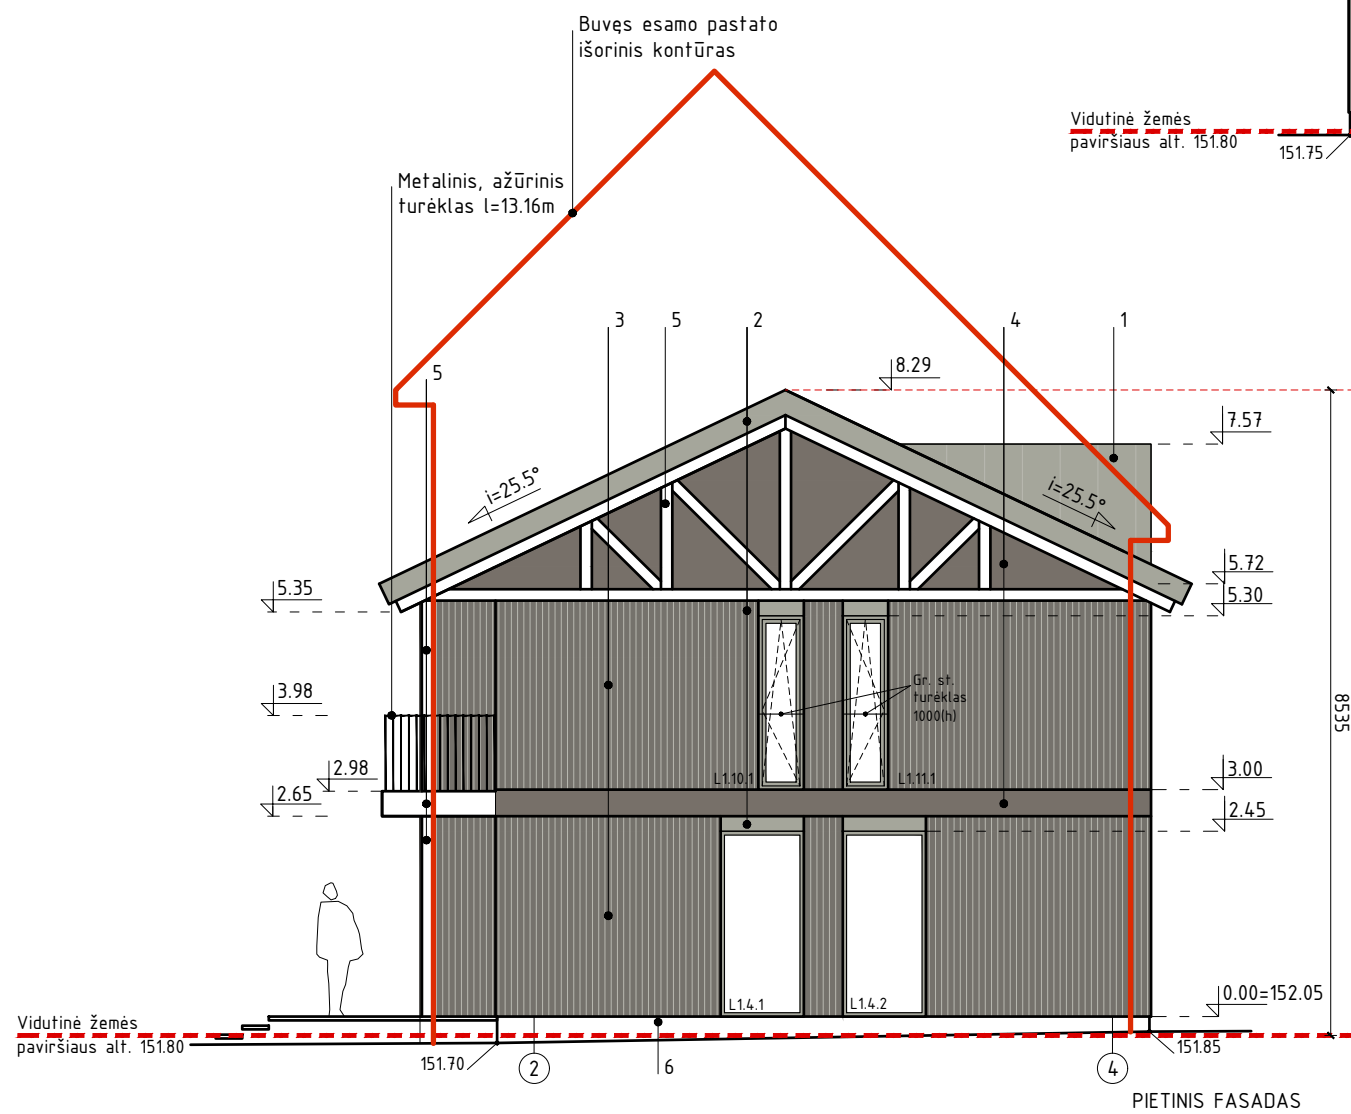 Buvęs esamo pastato
išorinis kontūras
Vidutinė žemės
paviršiaus alt. 151.80
151.75
Metalinis, ažūrinis
turėklas l=13.16m
3
5
2
4
1
5
8.29
7.57
i=25.5°
i=25.5°
5.72
5.35
5.30
3.98
Gr. st.
turėklas
1000(h)
8535
2.98
L1.10.1
L1.11.1
3.00
2.65
2.45
L1.4.1
L1.4.2
0.00=152.05
Vidutinė žemės
paviršiaus alt. 151.80
151.70
2
6
4
151.85
PIETINIS FASADAS